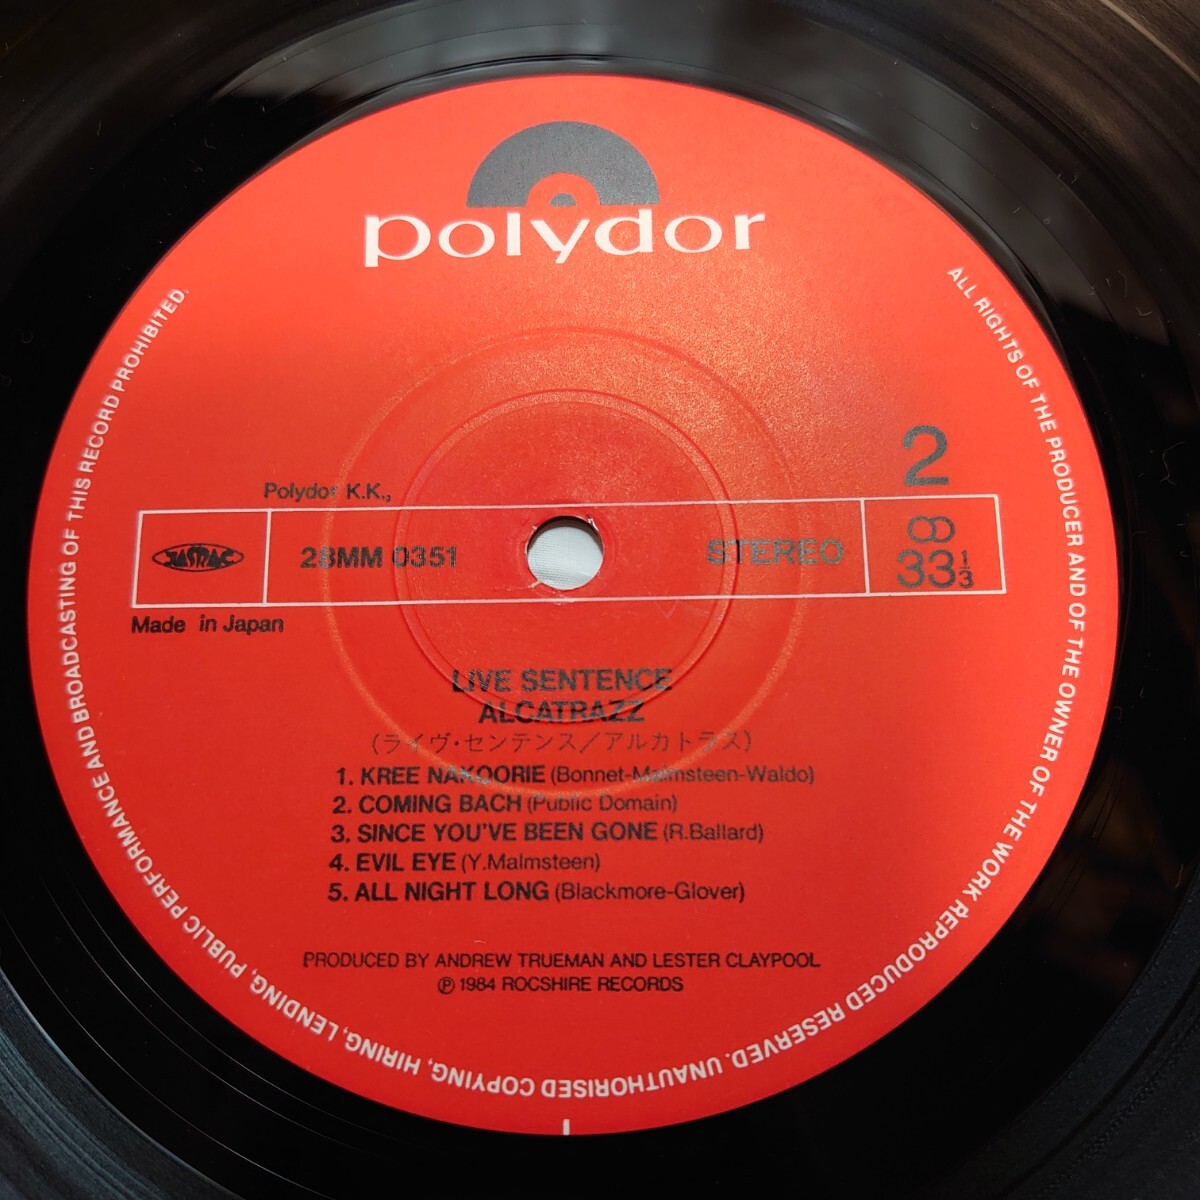 polydor
2
Polydor K.K.,
JASRAC
28MM 0351
STEREO
33 1/3
Made in Japan
LIVE SENTENCE
ALCATRAZZ
(ライヴ・センテンス／アルカトラス)
1. KREE NAKOORIE (Bonnet-Malmsteen-Waldo)
2. COMING BACH (Public Domain)
3. SINCE YOU'VE BEEN GONE (R.Ballard)
4. EVIL EYE (Y.Malmsteen)
5. ALL NIGHT LONG (Blackmore-Glover)
PRODUCED BY ANDREW TRUEMAN AND LESTER CLAYPOOL
℗ 1984 ROCSHIRE RECORDS
ALL RIGHTS OF THE PRODUCER AND OF THE OWNER OF THE WORK REPRODUCED RESERVED. UNAUTHORISED COPYING, HIRING, LENDING, PUBLIC PERFORMANCE AND BROADCASTING OF THIS RECORD PROHIBITED.